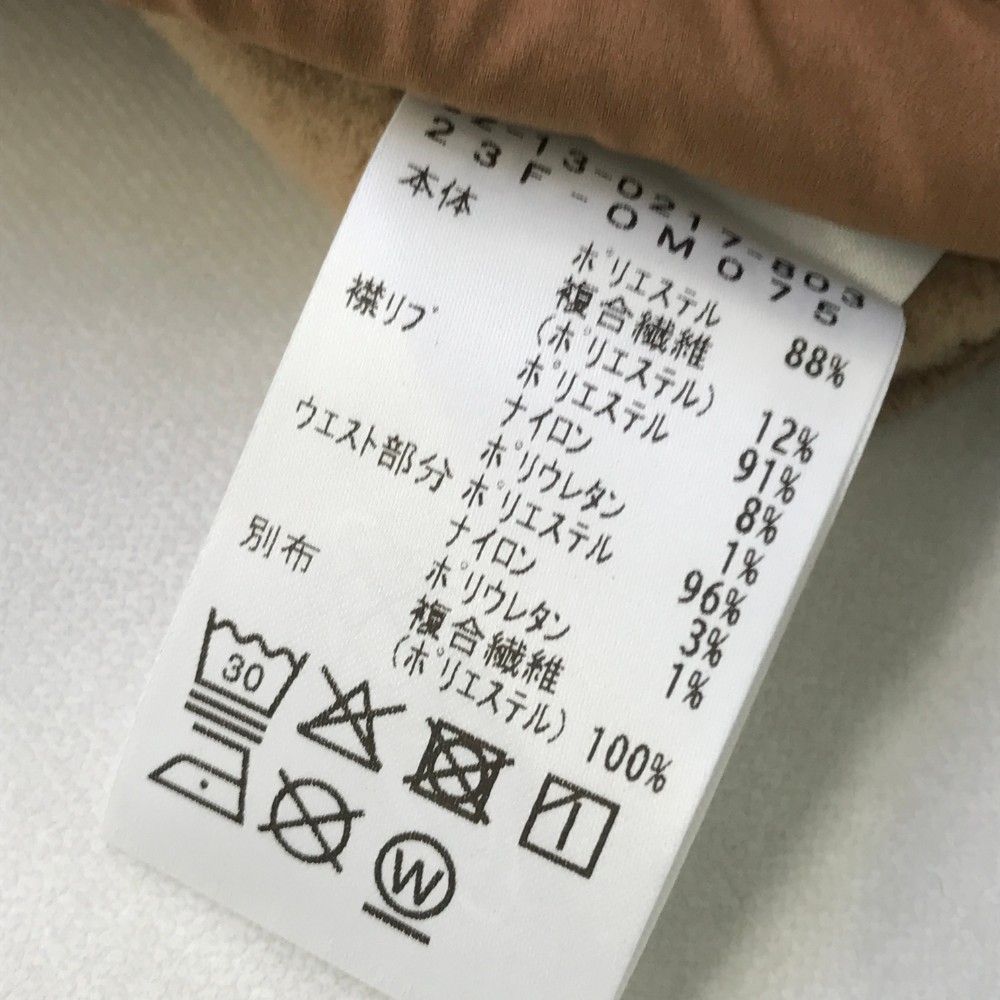 13-0217-803
23F-0M075
本体 ポリエステル 88%
複合繊維
(ポリエステル) 12%
襟リブ ポリエステル 91%
ナイロン 8%
ポリウレタン 1%
ウエスト部分 ポリエステル 96%
ナイロン 3%
ポリウレタン 1%
別布 複合繊維
(ポリエステル) 100%
30
W